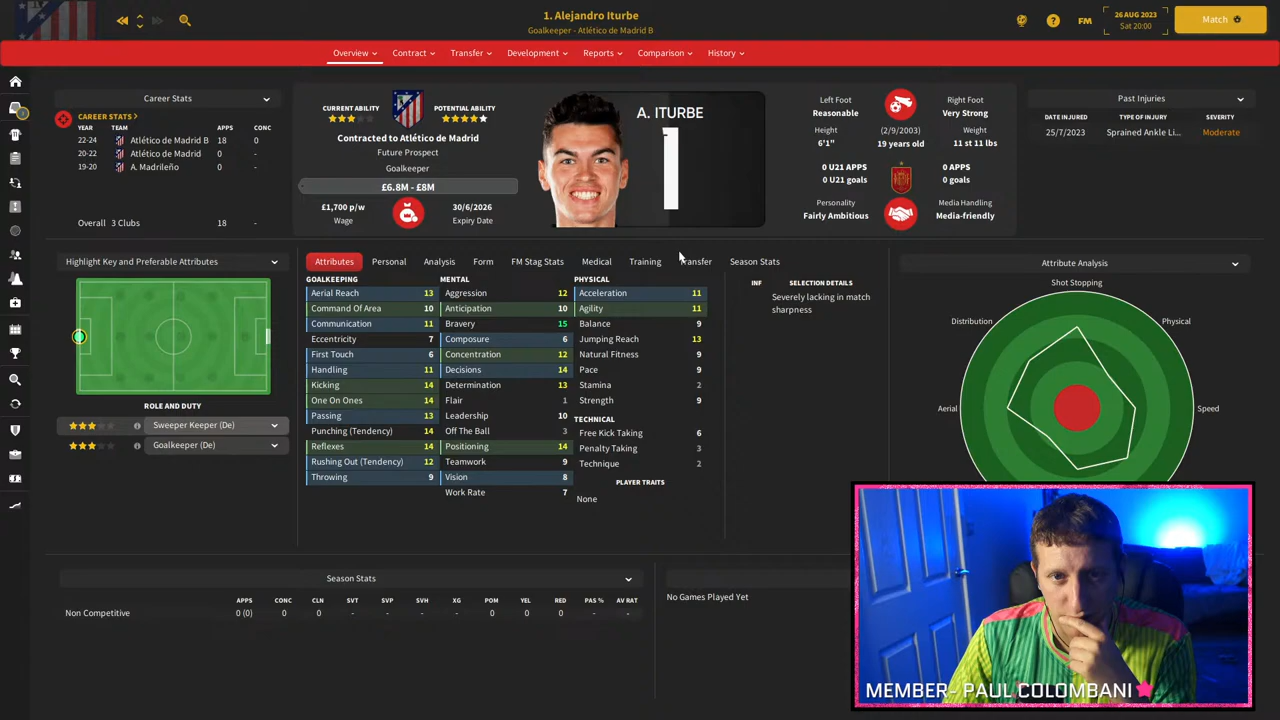 1. Alejandro Iturbe
Goalkeeper - Atlético de Madrid B
?
FM
26 AUG 2023
Sat 20:00
Match
Overview
Contract
Transfer
Development
Reports
Comparison
History
Career Stats
CAREER STATS >
YEAR TEAM APPS CONC
22-24 Atlético de Madrid B 18 0
20-22 Atlético de Madrid 0 -
19-20 A. Madrileño 0 -
Overall 3 Clubs 18 -
CURRENT ABILITY
POTENTIAL ABILITY
Contracted to Atlético de Madrid
Future Prospect
Goalkeeper
£6.8M - £8M
£1,700 p/w
Wage
30/6/2026
Expiry Date
A. ITURBE
1
Left Foot
Reasonable
Right Foot
Very Strong
Height
6'1"
(2/9/2003)
19 years old
Weight
11 st 11 lbs
0 U21 APPS
0 U21 goals
0 APPS
0 goals
Personality
Fairly Ambitious
Media Handling
Media-friendly
Past Injuries
DATE INJURED TYPE OF INJURY SEVERITY
25/7/2023 Sprained Ankle Li... Moderate
Highlight Key and Preferable Attributes
ROLE AND DUTY
Sweeper Keeper (De)
Goalkeeper (De)
Attributes
Personal
Analysis
Form
FM Stag Stats
Medical
Training
Transfer
Season Stats
GOALKEEPING
Aerial Reach 13
Command Of Area 10
Communication 11
Eccentricity 7
First Touch 6
Handling 11
Kicking 14
One On Ones 14
Passing 13
Punching (Tendency) 14
Reflexes 14
Rushing Out (Tendency) 12
Throwing 9
MENTAL
Aggression 12
Anticipation 10
Bravery 15
Composure 6
Concentration 12
Decisions 14
Determination 13
Flair 1
Leadership 10
Off The Ball 3
Positioning 14
Teamwork 9
Vision 8
Work Rate 7
PHYSICAL
Acceleration 11
Agility 11
Balance 9
Jumping Reach 13
Natural Fitness 9
Pace 9
Stamina 2
Strength 9
TECHNICAL
Free Kick Taking 6
Penalty Taking 3
Technique 2
PLAYER TRAITS
None
INF SELECTION DETAILS
Severely lacking in match
sharpness
Attribute Analysis
Shot Stopping
Distribution
Physical
Aerial
Speed
Season Stats
APPS CONC CLN SVT SVP SVH XG POM YEL RED PAS % AV RAT
Non Competitive 0 (0) 0 0 - - - - 0 0 0 - -
No Games Played Yet
MEMBER- PAUL COLOMBANI